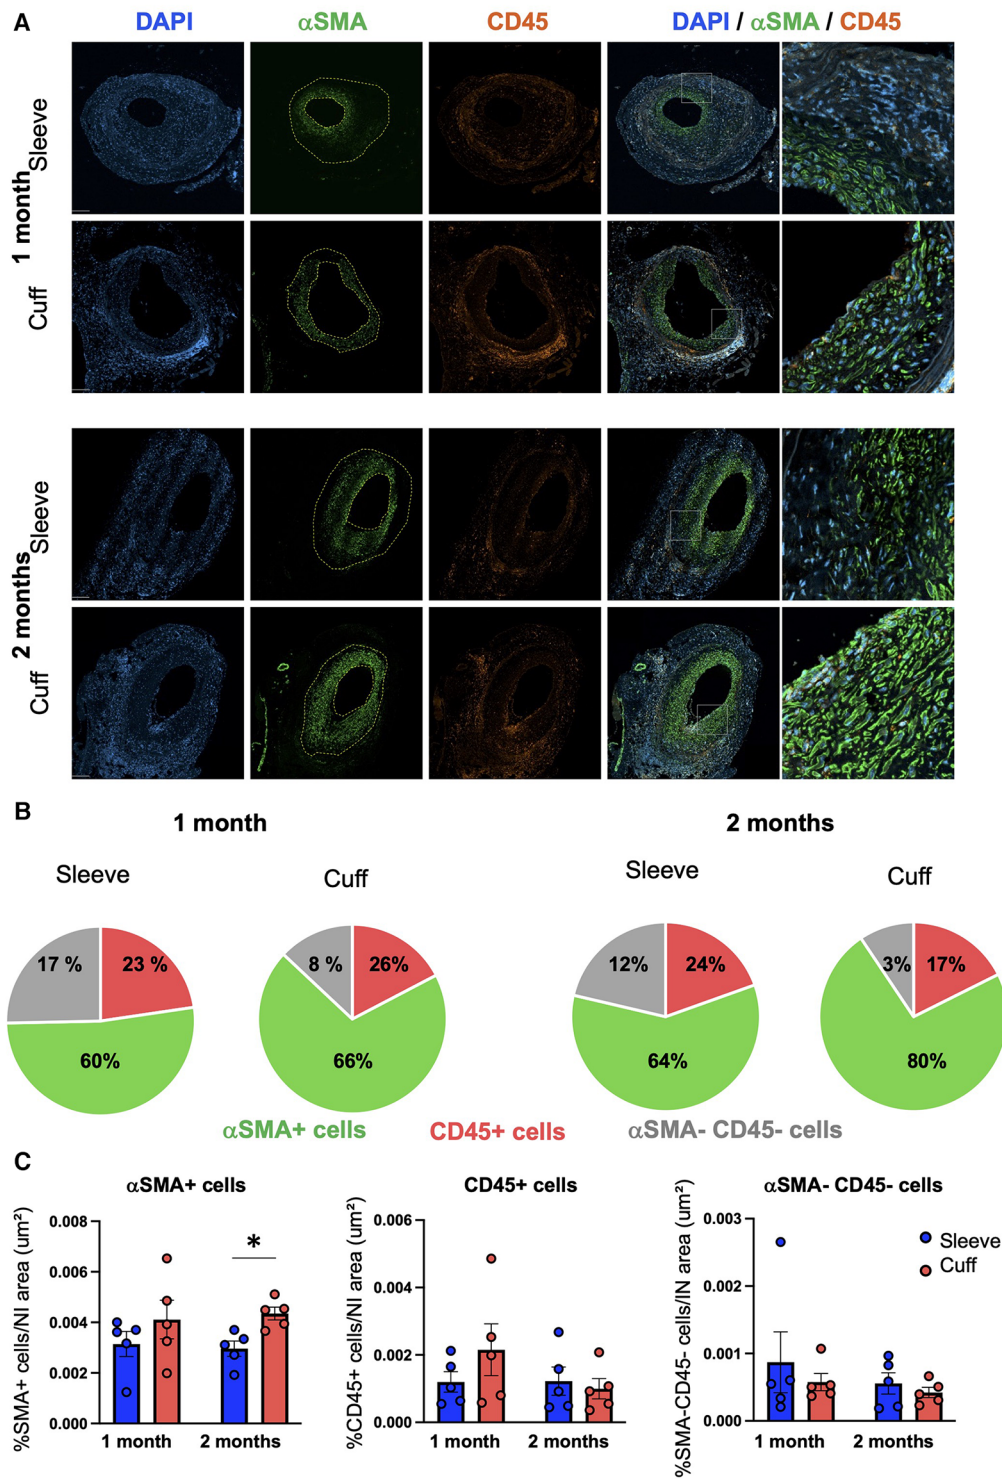 A
DAPI
αSMA
CD45
DAPI / αSMA / CD45
1 month
Sleeve
Cuff
2 months
Sleeve
Cuff
B
1 month
2 months
Sleeve
Cuff
Sleeve
Cuff
17 %
23 %
60%
8 %
26%
66%
12%
24%
64%
3%
17%
80%
αSMA+ cells
CD45+ cells
αSMA- CD45- cells
C
αSMA+ cells
%SMA+ cells/NI area (um²)
0.008
0.006
0.004
0.002
0.000
*
1 month
2 months
CD45+ cells
%CD45+ cells/NI area (um²)
0.006
0.004
0.002
0.000
1 month
2 months
αSMA- CD45- cells
%SMA-CD45- cells/IN area (um²)
0.003
0.002
0.001
0.000
1 month
2 months
Sleeve
Cuff